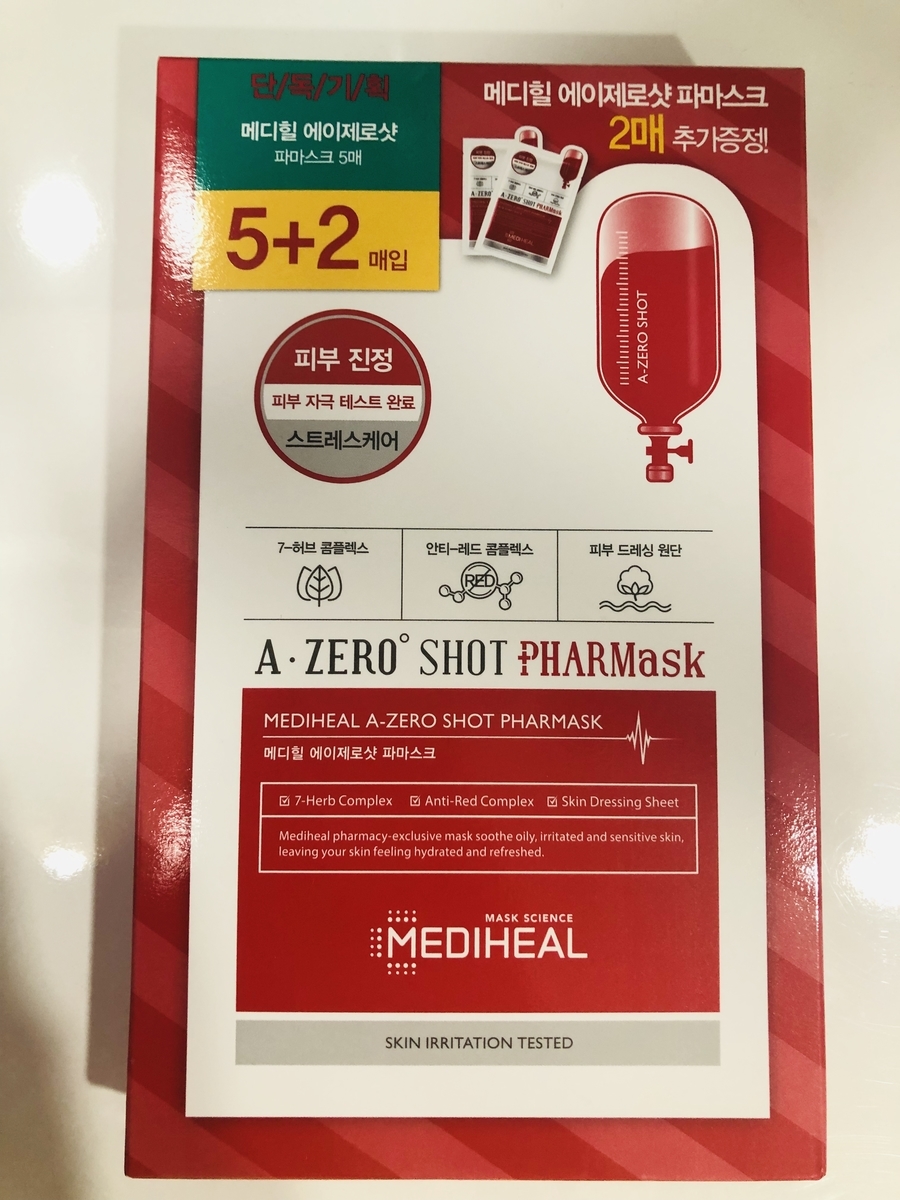 단/독/기/획
메디힐 에이제로샷
파마스크 5매
5+2 매입
메디힐 에이제로샷 파마스크
2매 추가증정!
A·ZERO° SHOT PHARMask
MEDIHEAL
A-ZERO SHOT
피부 진정
피부 자극 테스트 완료
스트레스케어
7-허브 콤플렉스
안티-레드 콤플렉스
RED
피부 드레싱 원단
A·ZERO° SHOT PHARMask
MEDIHEAL A-ZERO SHOT PHARMASK
메디힐 에이제로샷 파마스크
7-Herb Complex Anti-Red Complex Skin Dressing Sheet
Mediheal pharmacy-exclusive mask soothe oily, irritated and sensitive skin,
leaving your skin feeling hydrated and refreshed.
MASK SCIENCE
MEDIHEAL
SKIN IRRITATION TESTED